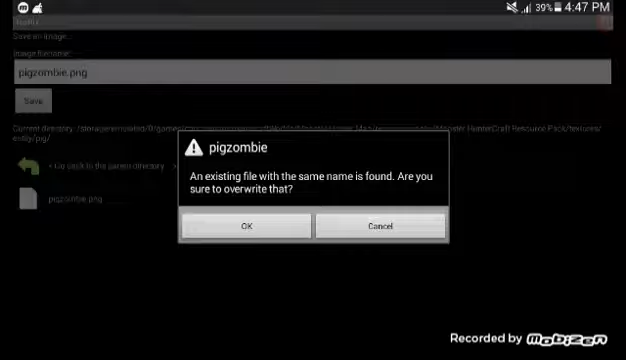 39% 4:47 PM
Save an image...
Image filename:
pigzombie.png
Save
Current directory: /storage/emulated/0/games/
HunterCraft Resource Pack/textures/
entity/pig/
< Go back to the parent directory >
pigzombie.png
pigzombie
An existing file with the same name is found. Are you
sure to overwrite that?
OK
Cancel
Recorded by Mobizen